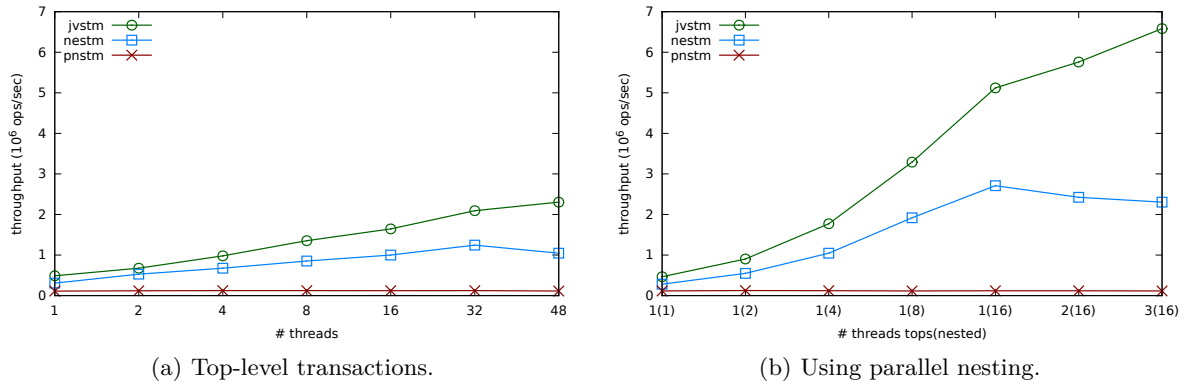 7
6
5
4
3
2
1
0
throughput (10⁶ ops/sec)
jvstm
nestm
pnstm
1 2 4 8 16 32 48
# threads
(a) Top-level transactions.
7
6
5
4
3
2
1
0
throughput (10⁶ ops/sec)
jvstm
nestm
pnstm
1(1) 1(2) 1(4) 1(8) 1(16) 2(16) 3(16)
# threads tops(nested)
(b) Using parallel nesting.